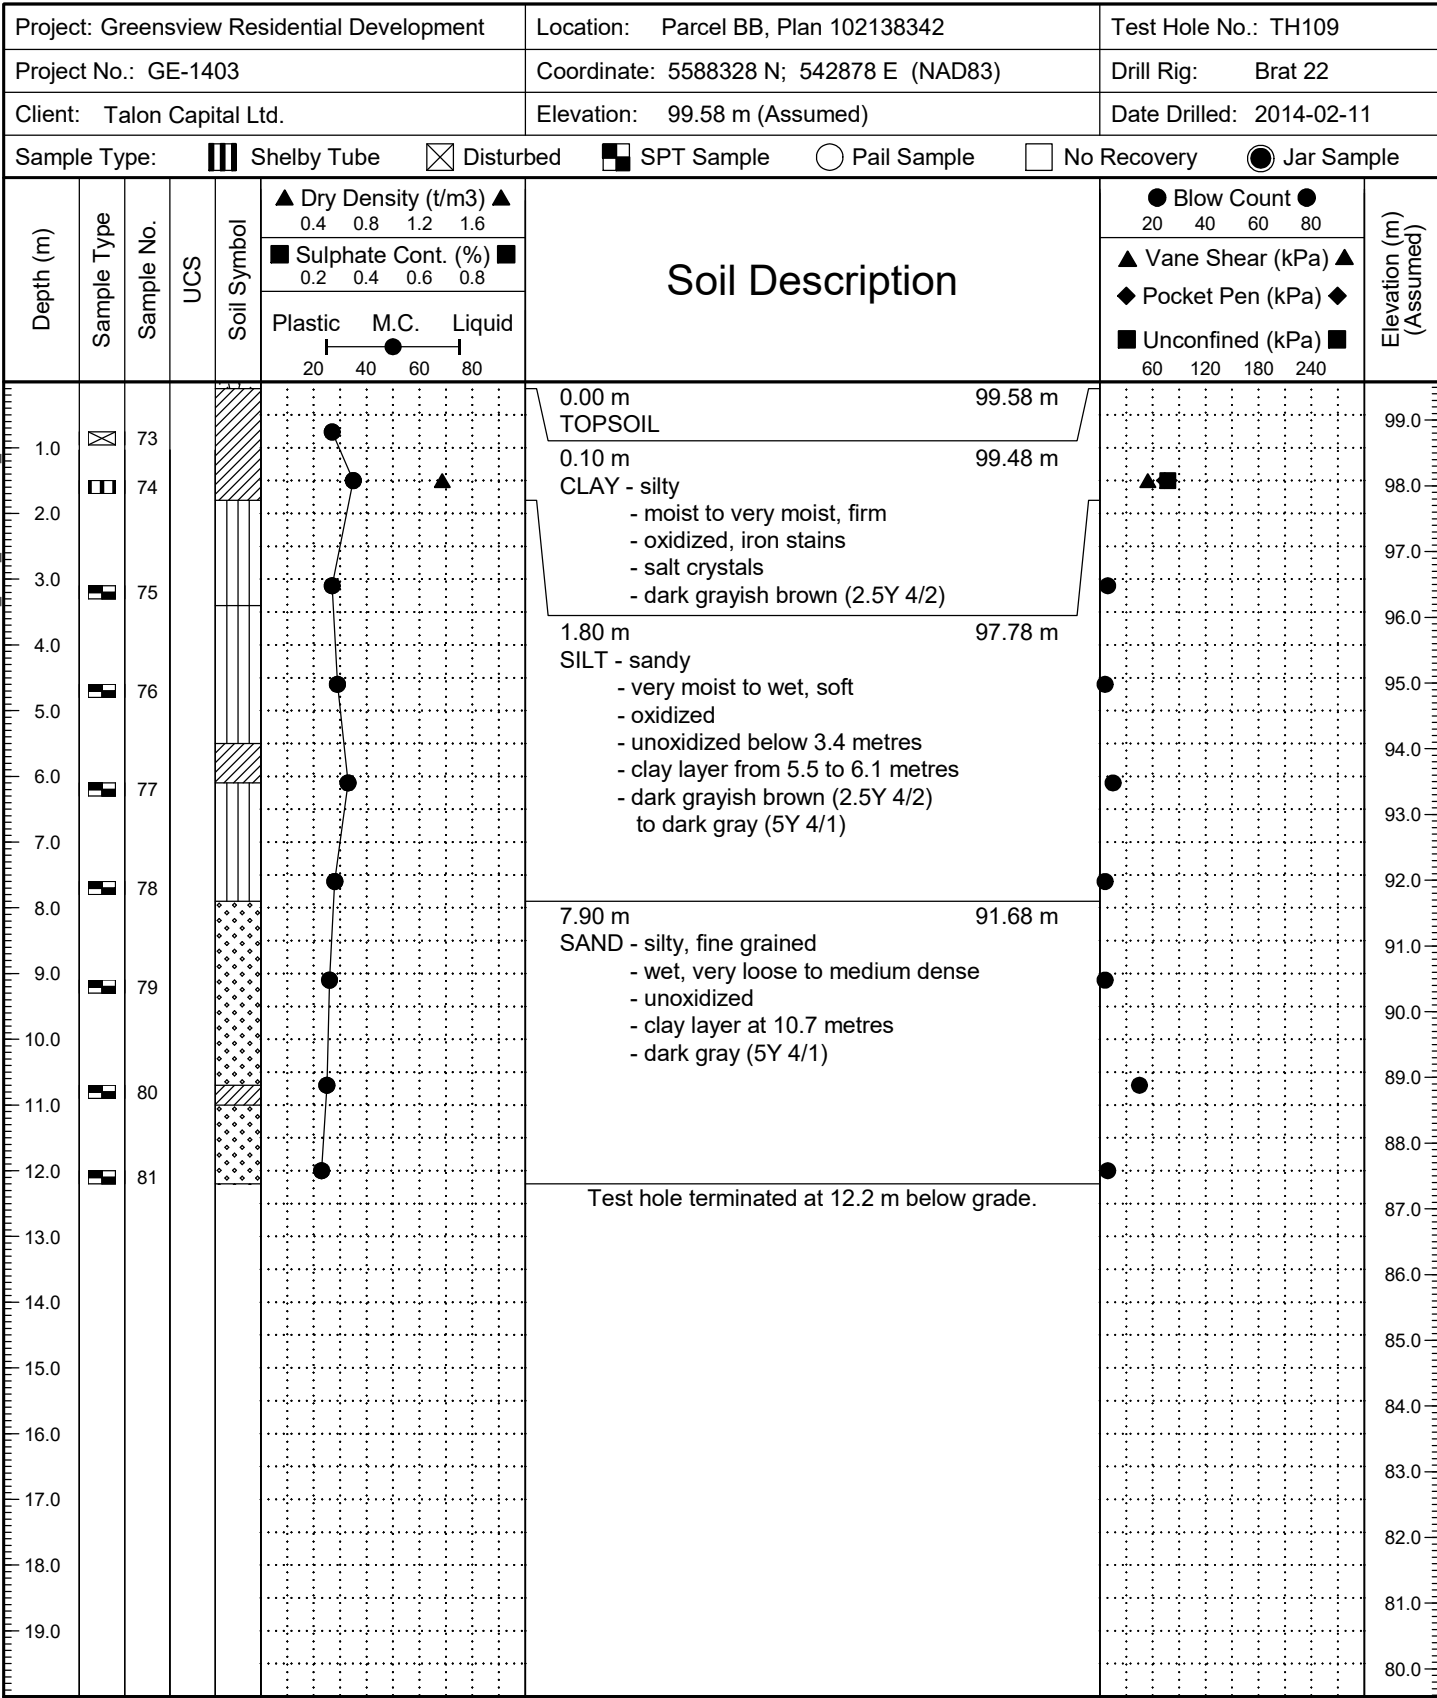 Project: Greensview Residential Development
Location: Parcel BB, Plan 102138342
Test Hole No.: TH109
Project No.: GE-1403
Coordinate: 5588328 N; 542878 E (NAD83)
Drill Rig: Brat 22
Client: Talon Capital Ltd.
Elevation: 99.58 m (Assumed)
Date Drilled: 2014-02-11
Sample Type: Shelby Tube Disturbed SPT Sample Pail Sample No Recovery Jar Sample
Depth (m)
Sample Type
Sample No.
UCS
Soil Symbol
Dry Density (t/m3)
0.4 0.8 1.2 1.6
Sulphate Cont. (%)
0.2 0.4 0.6 0.8
Plastic M.C. Liquid
20 40 60 80
Soil Description
Blow Count
20 40 60 80
Vane Shear (kPa)
Pocket Pen (kPa)
Unconfined (kPa)
60 120 180 240
Elevation (m)
(Assumed)
0.00 m 99.58 m
TOPSOIL
0.10 m 99.48 m
CLAY - silty
- moist to very moist, firm
- oxidized, iron stains
- salt crystals
- dark grayish brown (2.5Y 4/2)
1.80 m 97.78 m
SILT - sandy
- very moist to wet, soft
- oxidized
- unoxidized below 3.4 metres
- clay layer from 5.5 to 6.1 metres
- dark grayish brown (2.5Y 4/2)
to dark gray (5Y 4/1)
7.90 m 91.68 m
SAND - silty, fine grained
- wet, very loose to medium dense
- unoxidized
- clay layer at 10.7 metres
- dark gray (5Y 4/1)
Test hole terminated at 12.2 m below grade.
1.0
2.0
3.0
4.0
5.0
6.0
7.0
8.0
9.0
10.0
11.0
12.0
13.0
14.0
15.0
16.0
17.0
18.0
19.0
73
74
75
76
77
78
79
80
81
99.0
98.0
97.0
96.0
95.0
94.0
93.0
92.0
91.0
90.0
89.0
88.0
87.0
86.0
85.0
84.0
83.0
82.0
81.0
80.0